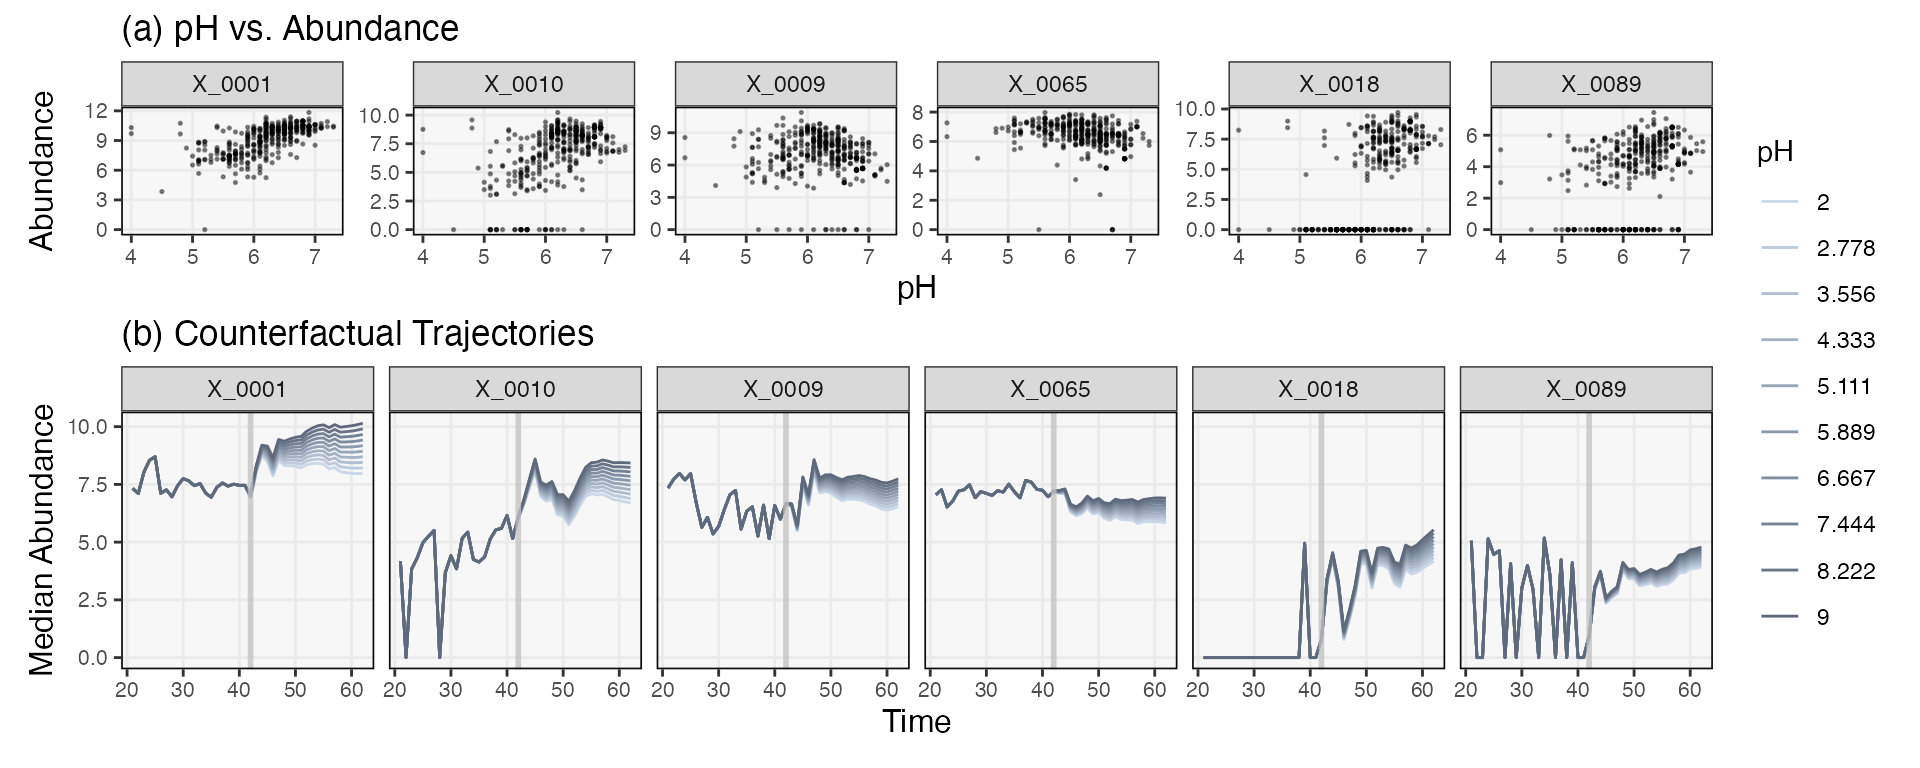 (a) pH vs. Abundance
X_0001 X_0010 X_0009 X_0065 X_0018 X_0089
Abundance
12 9 6 3 0
10.0 7.5 5.0 2.5 0.0
9 6 3 0
8 6 4 2 0
10.0 7.5 5.0 2.5 0.0
6 4 2 0
4 5 6 7 4 5 6 7 4 5 6 7 4 5 6 7 4 5 6 7 4 5 6 7
pH
(b) Counterfactual Trajectories
X_0001 X_0010 X_0009 X_0065 X_0018 X_0089
Median Abundance
10.0
7.5
5.0
2.5
0.0
20 30 40 50 60 20 30 40 50 60 20 30 40 50 60 20 30 40 50 60 20 30 40 50 60 20 30 40 50 60
Time
pH
2
2.778
3.556
4.333
5.111
5.889
6.667
7.444
8.222
9